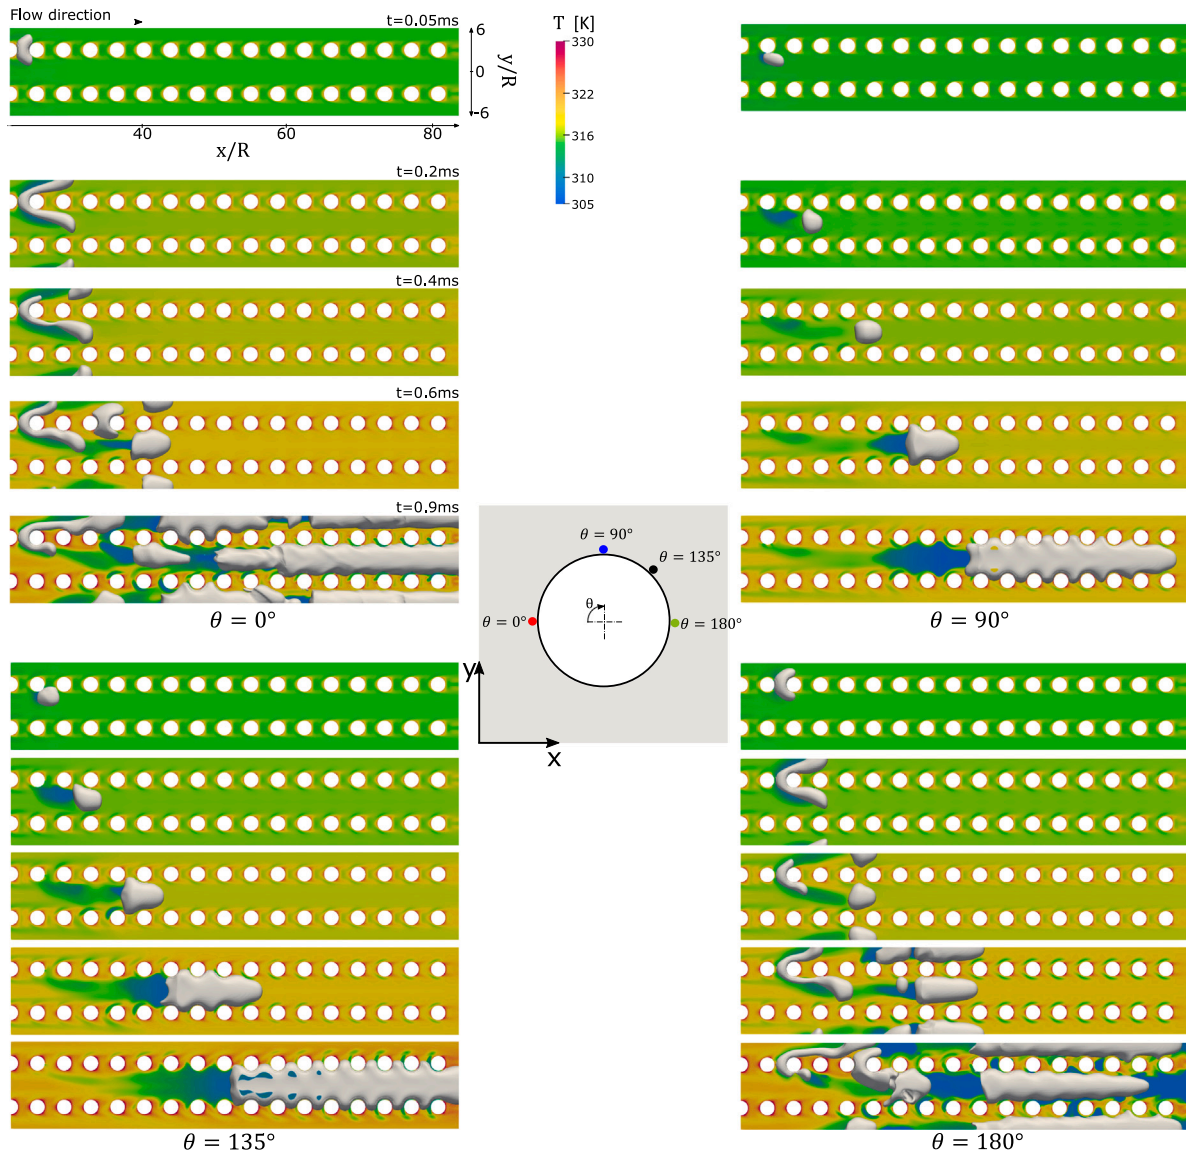 Flow direction
t=0.05ms
6
0
-6
y/R
40
60
80
x/R
T [K]
330
322
316
310
305
t=0.2ms
t=0.4ms
t=0.6ms
t=0.9ms
θ = 0°
θ = 90°
θ = 90°
θ = 135°
θ
θ = 0°
θ = 180°
y
x
θ = 135°
θ = 180°